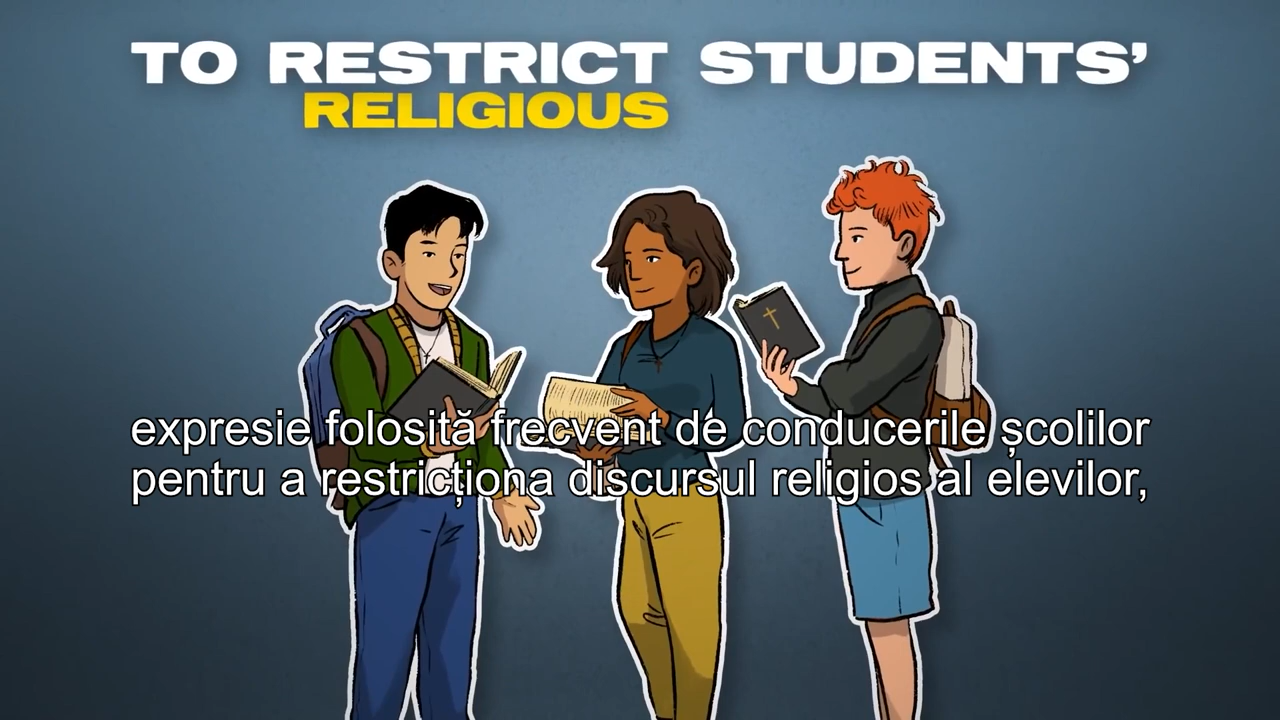 TO RESTRICT STUDENTS’
RELIGIOUS
expresie folosită frecvent de conducerile școlilor
pentru a restricționa discursul religios al elevilor,